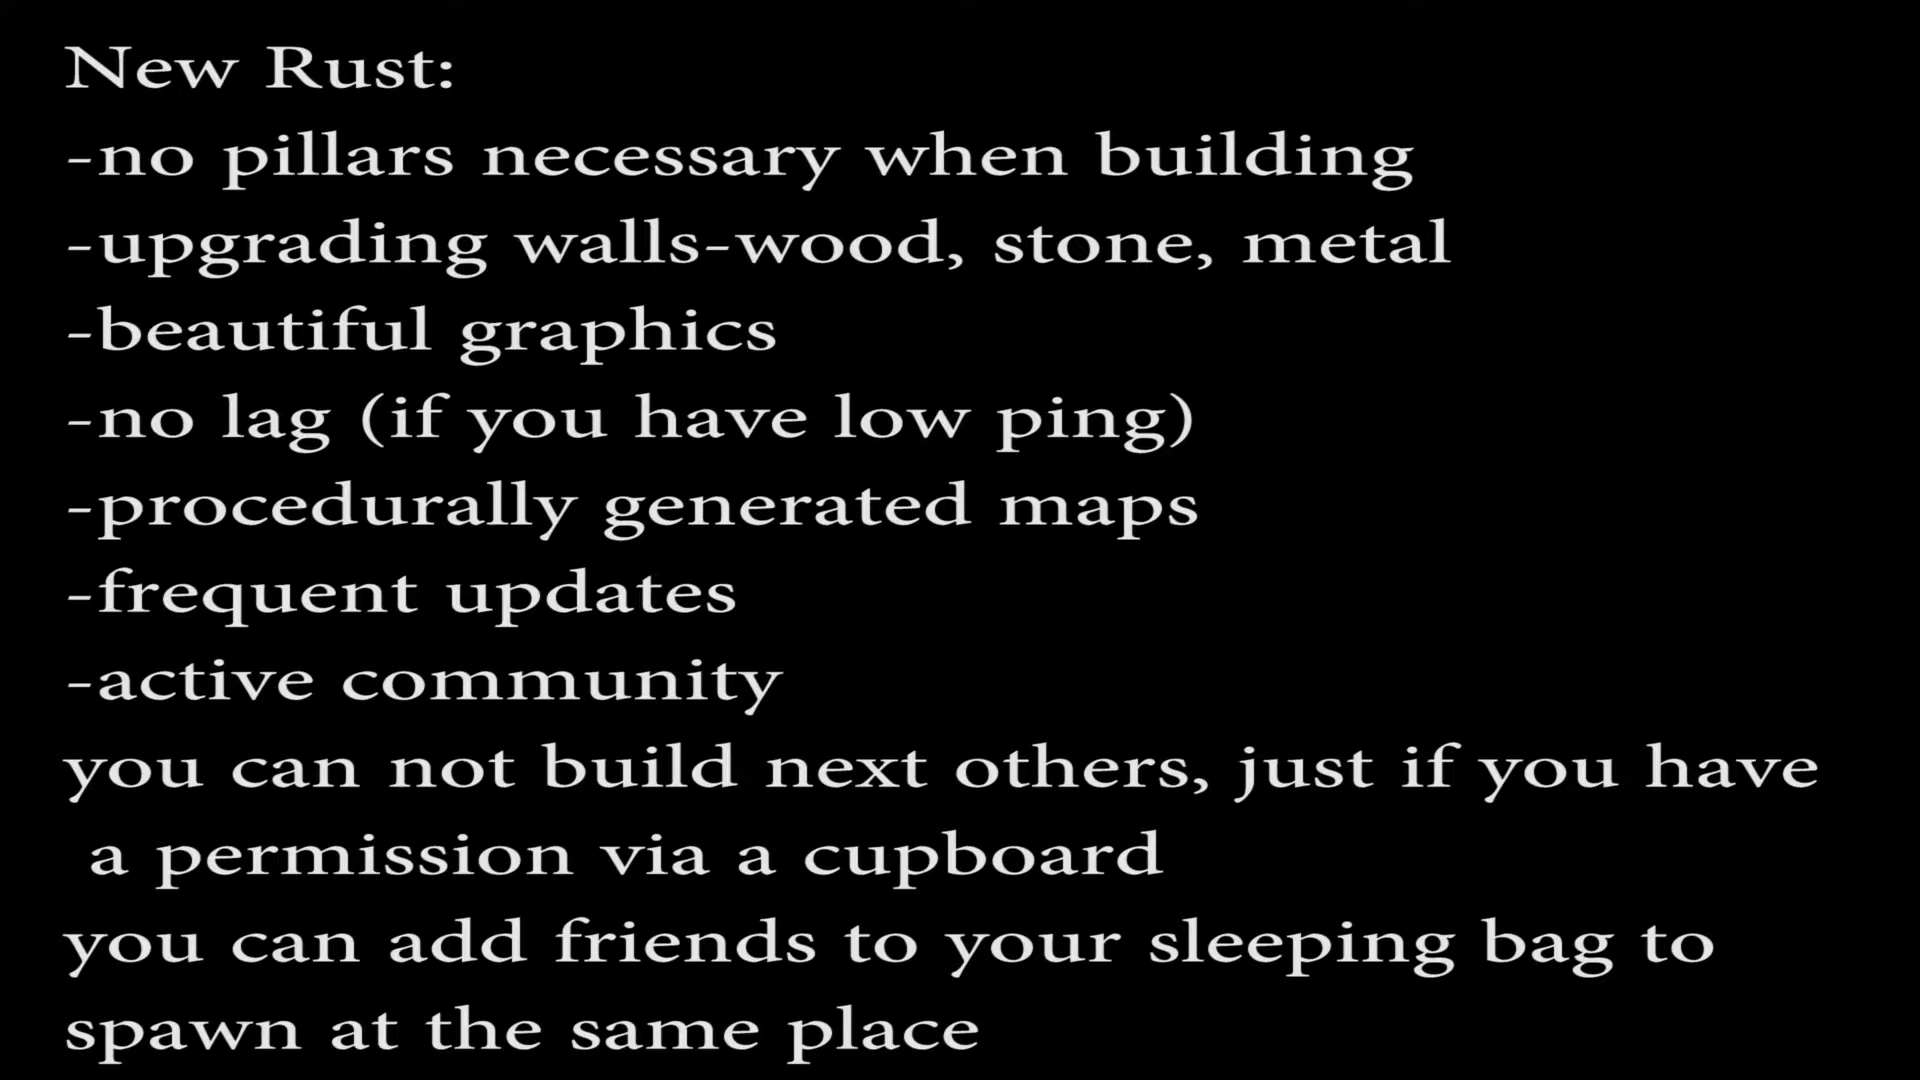 New Rust:
-no pillars necessary when building
-upgrading walls-wood, stone, metal
-beautiful graphics
-no lag (if you have low ping)
-procedurally generated maps
-frequent updates
-active community
you can not build next others, just if you have
a permission via a cupboard
you can add friends to your sleeping bag to
spawn at the same place